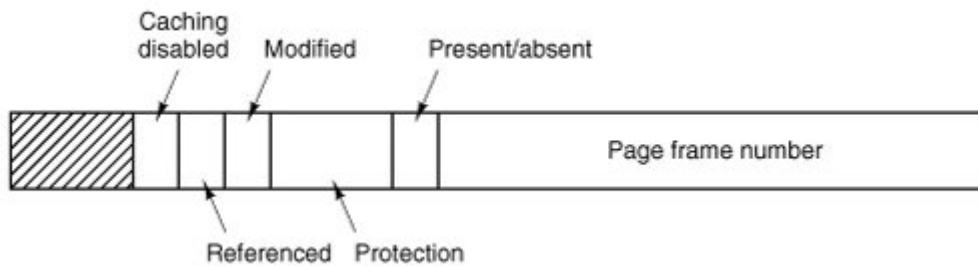 Caching
disabled
Modified
Present/absent
Page frame number
Referenced
Protection